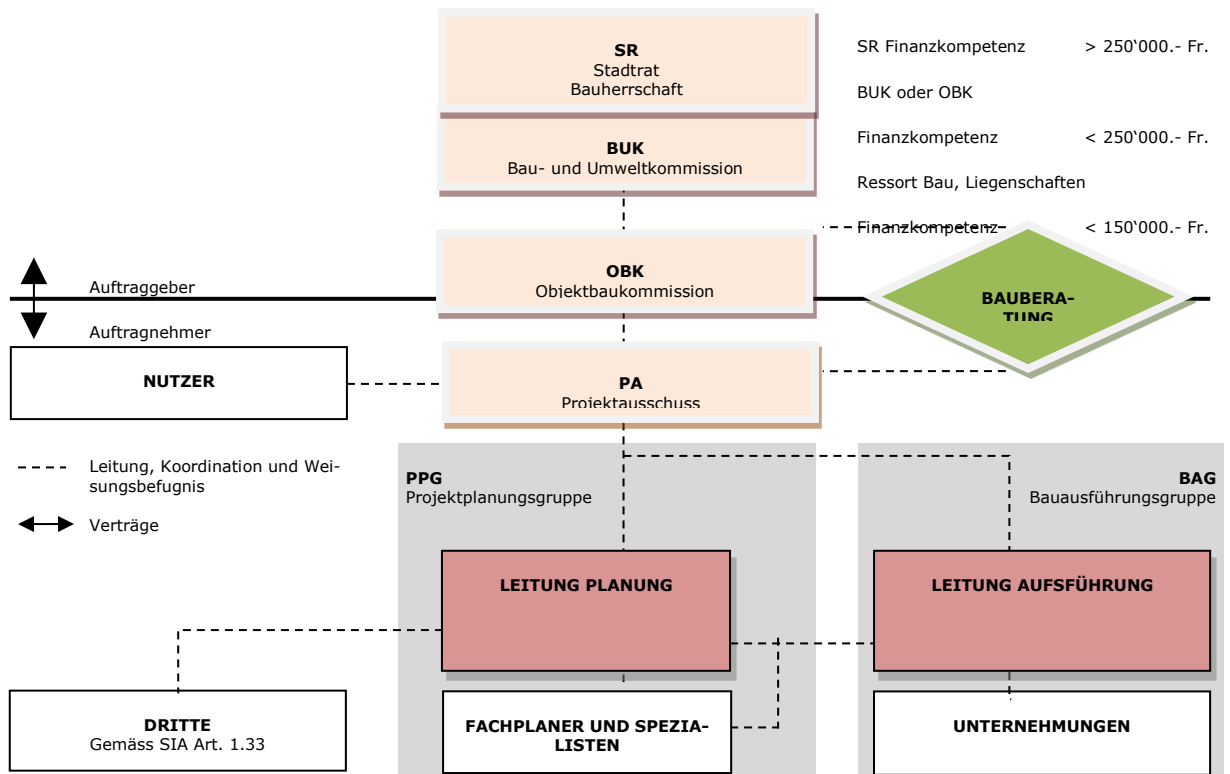 SR
Stadtrat
Bauherrschaft
SR Finanzkompetenz > 250‘000.- Fr.
BUK oder OBK
Finanzkompetenz < 250‘000.- Fr.
Ressort Bau, Liegenschaften
Finanzkompetenz < 150‘000.- Fr.
BUK
Bau- und Umweltkommission
OBK
Objektbaukommission
BAUBERA-
TUNG
Auftraggeber
Auftragnehmer
NUTZER
PA
Projektausschuss
Leitung, Koordination und Wei-
sungsbefugnis
Verträge
PPG
Projektplanungsgruppe
BAG
Bauausführungsgruppe
LEITUNG PLANUNG
LEITUNG AUFSFÜHRUNG
DRITTE
Gemäss SIA Art. 1.33
FACHPLANER UND SPEZIA-
LISTEN
UNTERNEHMUNGEN